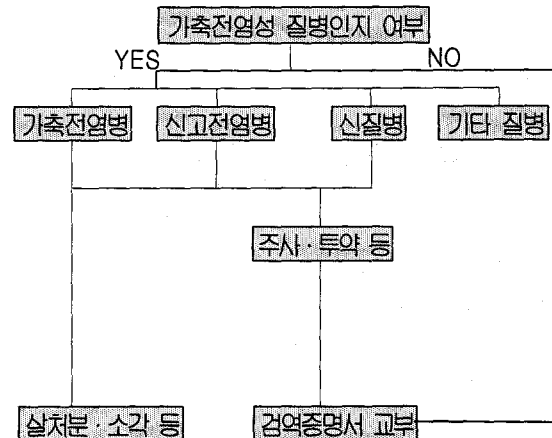 가축전염성 질병인지 여부
YES
NO
가축전염병
신고전염병
신질병
기타 질병
주사·투약 등
살처분·소각 등
검역증명서 교부